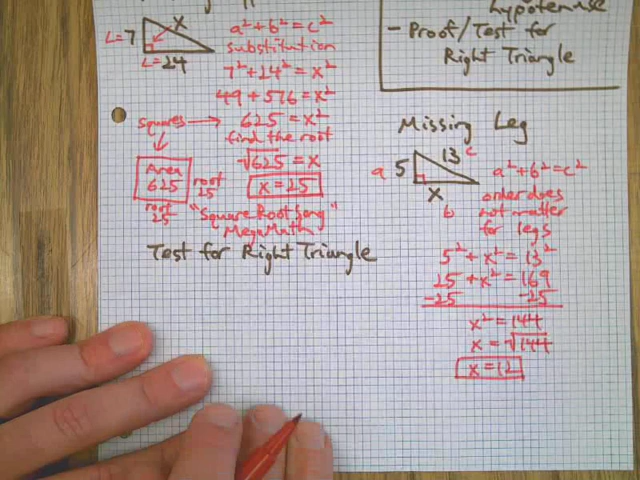 hypotenuse
- Proof/Test for
Right Triangle
L=7
x
L=24
a²+b²=c²
substitution
7²+24²=x²
49+576=x²
squares
625=x²
find the root
√625=x
x=25
Area
625
root
25
root
25
"Square Root Song"
MegaMath
Missing Leg
a
5
13
c
x
b
a²+b²=c²
order does
not matter
for legs
5²+x²=13²
25+x²=169
-25 -25
x²=144
x=√144
x=12
Test for Right Triangle